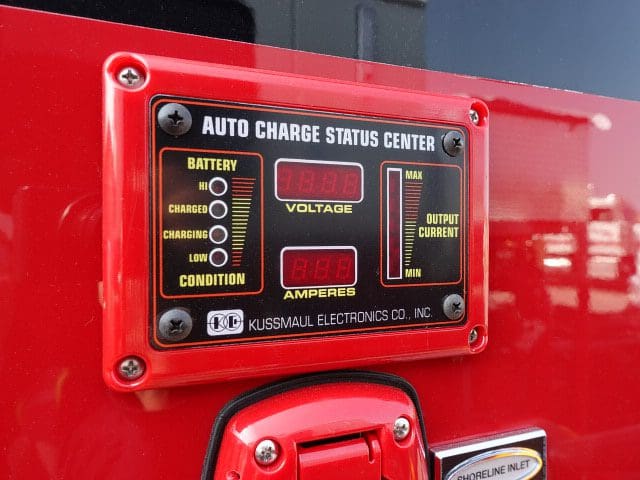 AUTO CHARGE STATUS CENTER
BATTERY
HI
CHARGED
CHARGING
LOW
CONDITION
VOLTAGE
AMPERES
MAX
OUTPUT
CURRENT
MIN
KUSSMAUL ELECTRONICS CO., INC.
SHORELINE INLET